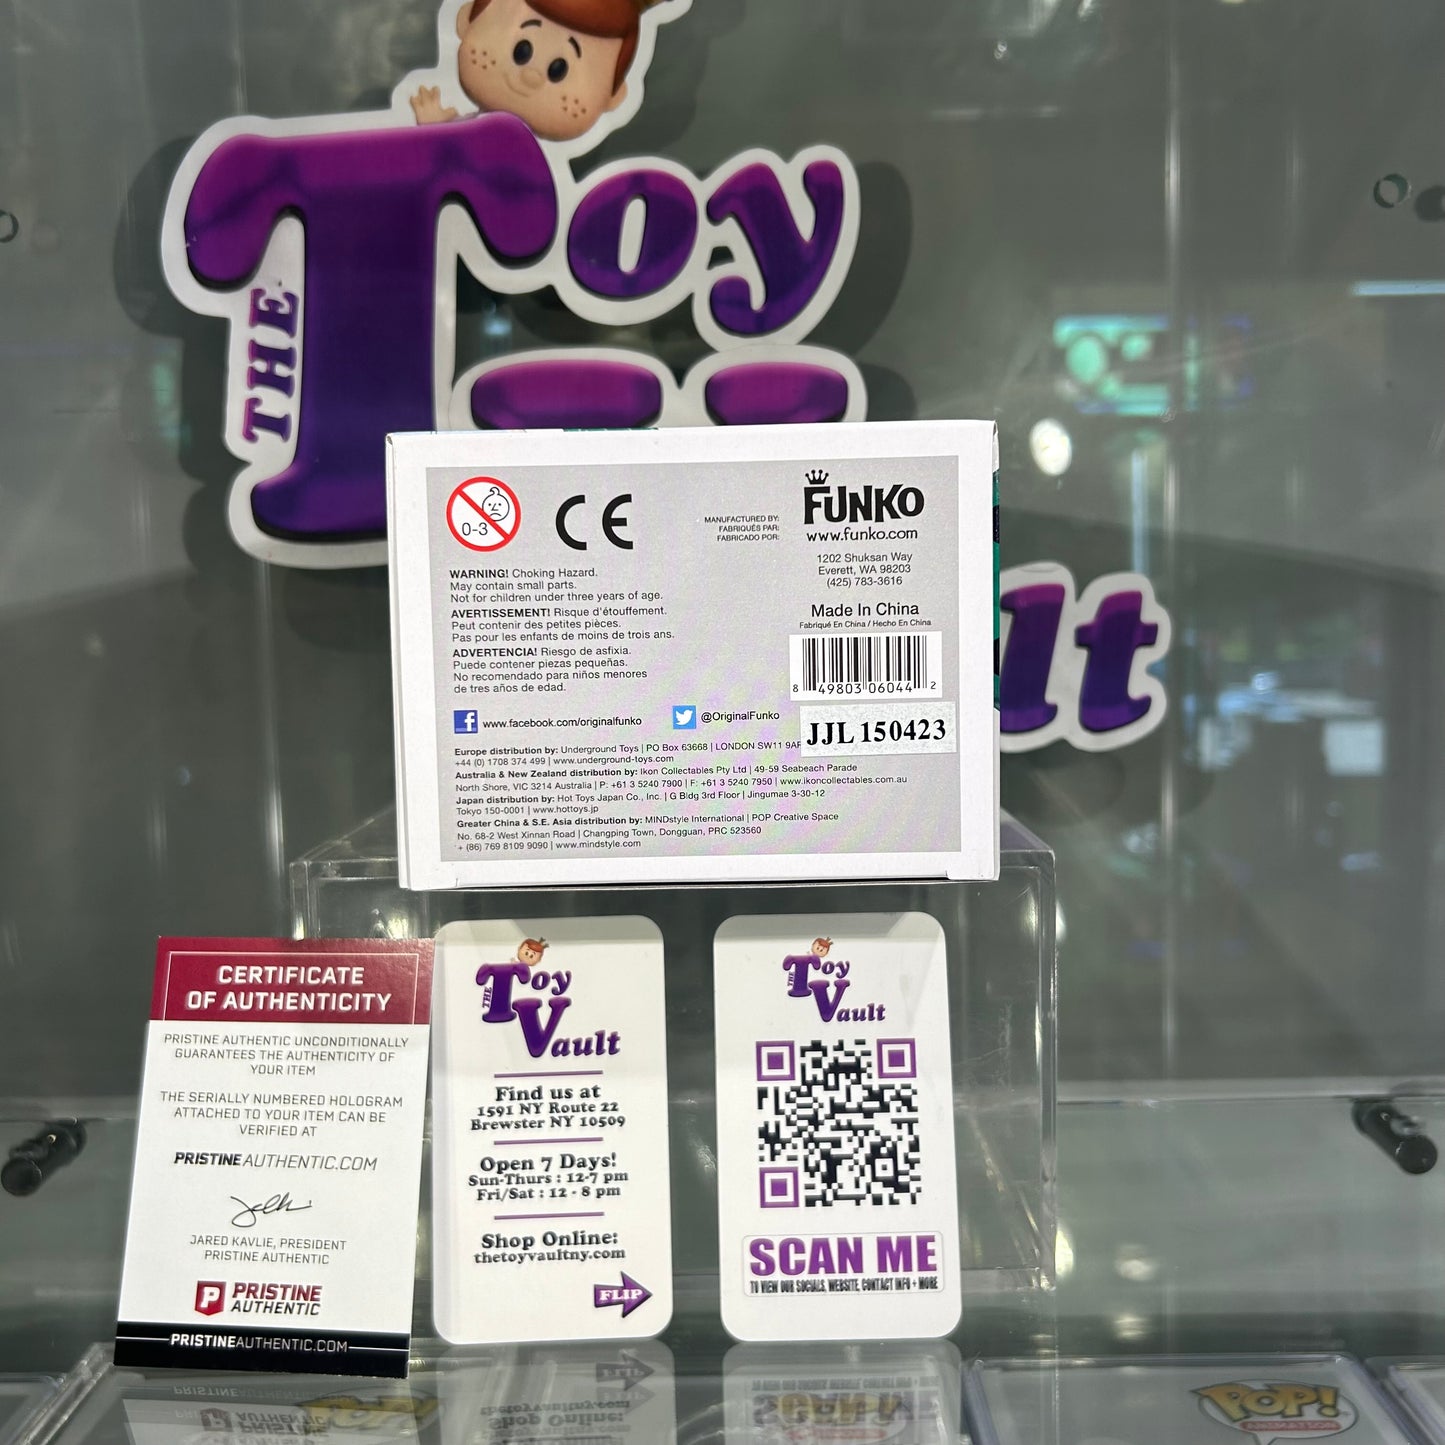 THE Toy
ult
0-3
CE
MANUFACTURED BY:
FABRIQUÉS PAR:
FABRICADO POR:
FUNKO
www.funko.com
1202 Shuksan Way
Everett, WA 98203
(425) 783-3616
Made In China
Fabriqué En China / Hecho En China
8 49803 06044 2
JJL 150423
WARNING! Choking Hazard.
May contain small parts.
Not for children under three years of age.
AVERTISSEMENT! Risque d'étouffement.
Peut contenir des petites pièces.
Pas pour les enfants de moins de trois ans.
ADVERTENCIA! Riesgo de asfixia.
Puede contener piezas pequeñas.
No recomendado para niños menores
de tres años de edad.
www.facebook.com/originalfunko
@OriginalFunko
Europe distribution by: Underground Toys | PO Box 63668 | LONDON SW11 9
+44 (0) 1708 374 499 | www.underground-toys.com
Australia & New Zealand distribution by: Ikon Collectables Pty Ltd | 49-59 Seabeach Parade
North Shore, VIC 3214 Australia | P: +61 3 5240 7900 | F: +61 3 5240 7950 | www.ikoncollectables.com.au
Japan distribution by: Hot Toys Japan Co., Inc. | G Bldg 3rd Floor | Jingumae 3-30-12
Tokyo 150-0001 | www.hottoys.jp
Greater China & S.E. Asia distribution by: MINDstyle International | POP Creative Space
No. 68-2 West Xinnan Road | Changping Town, Dongguan, PRC 523560
+ (86) 769 8109 9090 | www.mindstyle.com
CERTIFICATE
OF AUTHENTICITY
PRISTINE AUTHENTIC UNCONDITIONALLY
GUARANTEES THE AUTHENTICITY OF
YOUR ITEM
THE SERIALLY NUMBERED HOLOGRAM
ATTACHED TO YOUR ITEM CAN BE
VERIFIED AT
PRISTINEAUTHENTIC.COM
JARED KAVLIE, PRESIDENT
PRISTINE AUTHENTIC
P PRISTINE
AUTHENTIC
PRISTINEAUTHENTIC.COM
THE Toy
Vault
Find us at
1591 NY Route 22
Brewster NY 10509
Open 7 Days!
Sun-Thurs : 12-7 pm
Fri/Sat : 12 - 8 pm
Shop Online:
thetoyvaultny.com
FLIP
THE Toy
Vault
SCAN ME
TO VIEW OUR SOCIALS, WEBSITE, CONTACT INFO + MORE
POP!
ANIMATION